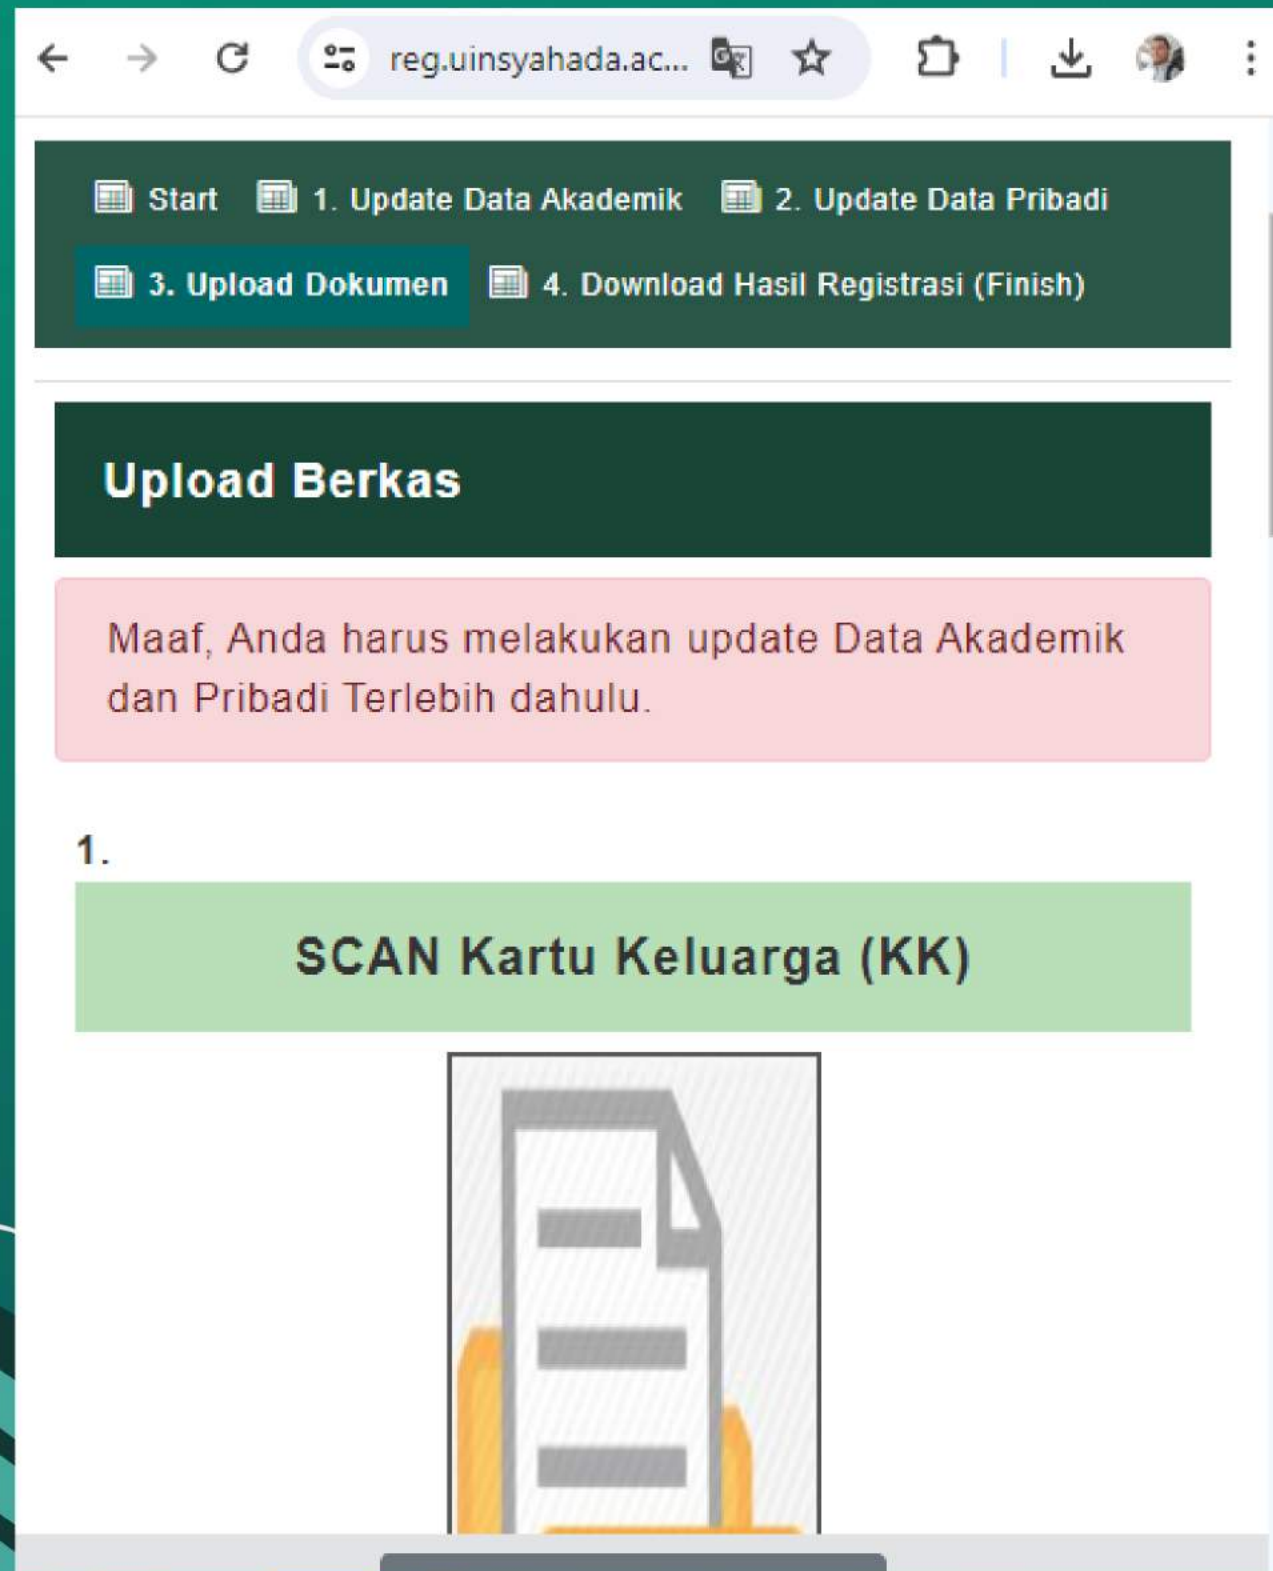 reg.uinsyahada.ac...
Start 1. Update Data Akademik 2. Update Data Pribadi
3. Upload Dokumen 4. Download Hasil Registrasi (Finish)
Upload Berkas
Maaf, Anda harus melakukan update Data Akademik
dan Pribadi Terlebih dahulu.
1.
SCAN Kartu Keluarga (KK)